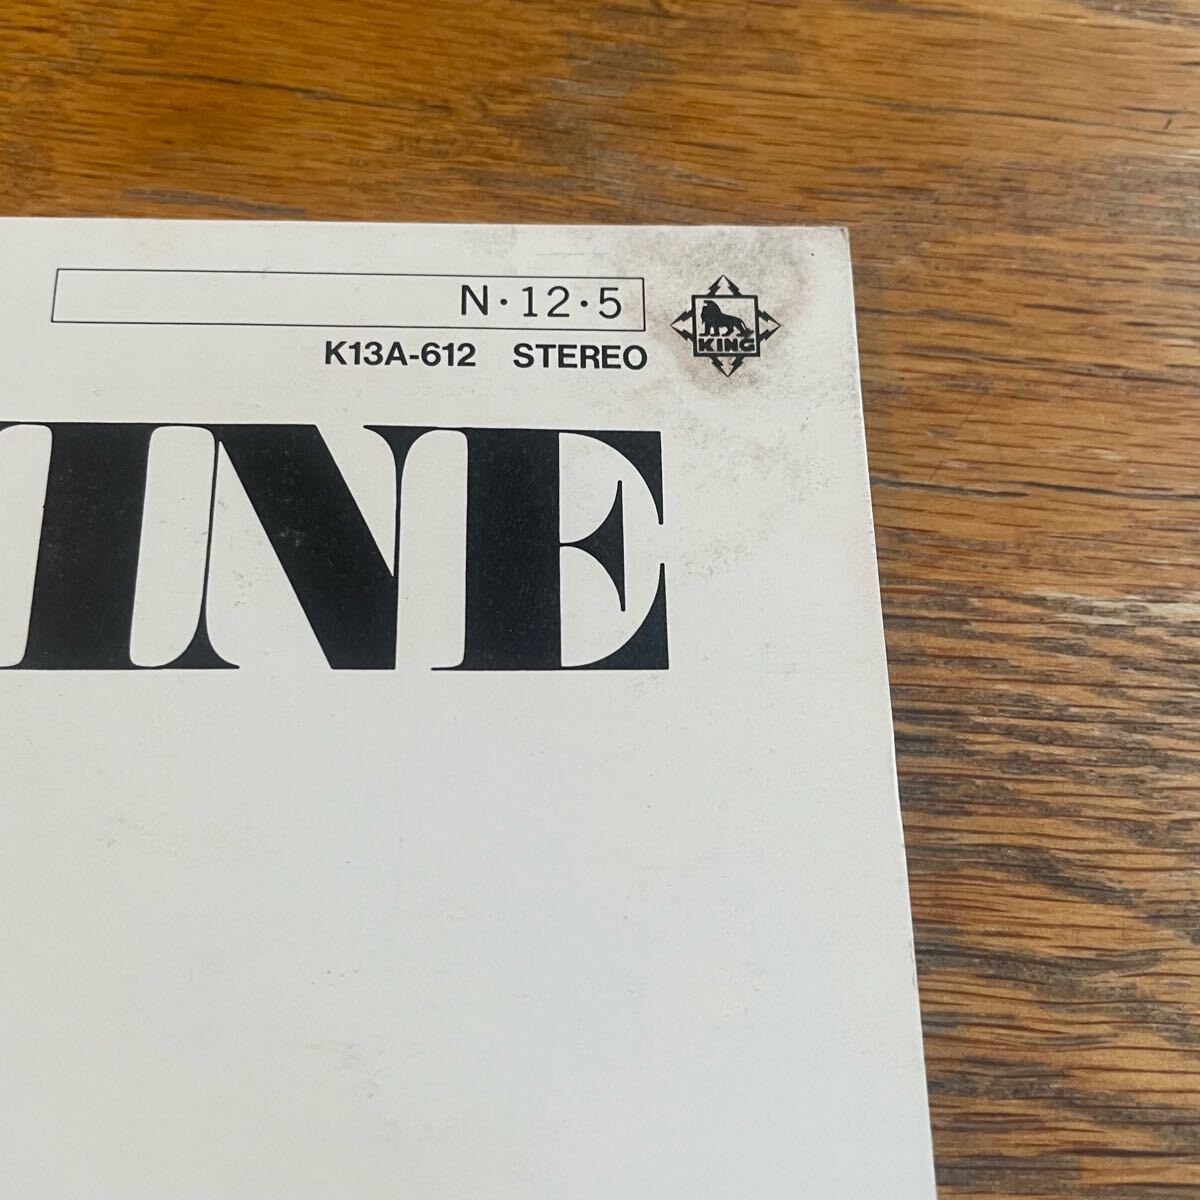 N・12・5
K13A-612 STEREO
KING
INE